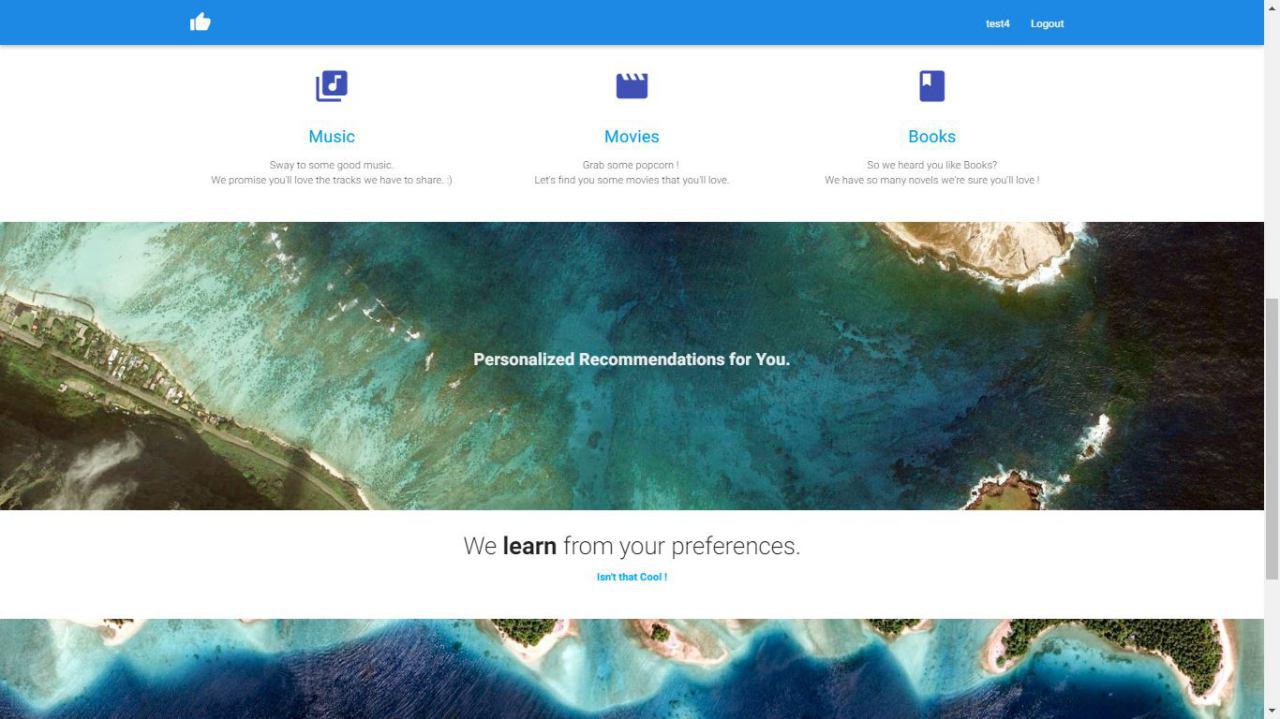 test4 Logout
Music Movies Books
Sway to some good music. Grab some popcorn ! So we heard you like Books?
We promise you'll love the tracks we have to share. :) Let's find you some movies that you'll love. We have so many novels we're sure you'll love !
Personalized Recommendations for You.
We learn from your preferences.
Isn't that Cool !